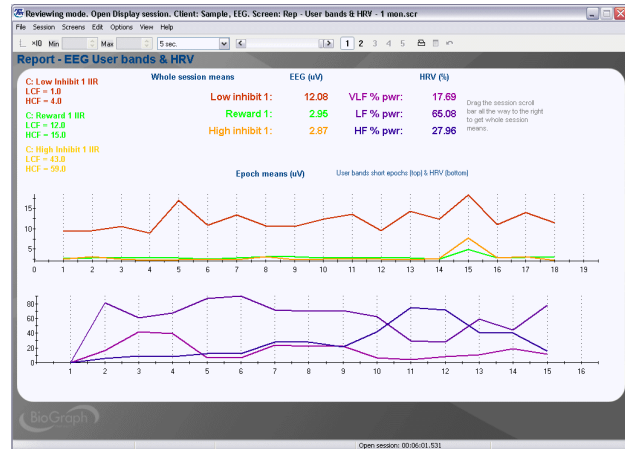 Reviewing mode. Open Display session. Client: Sample, EEG. Screen: Rep - User bands & HRV - 1 mon.scr
File Session Screens Edit Options View Help
×10 Min Max 5 sec. 1 2 3 4 5
Report - EEG User bands & HRV
C: Low Inhibit 1 IIR
LCF = 1.0
HCF = 4.0
C: Reward 1 IIR
LCF = 12.0
HCF = 15.0
C: High Inhibit 1 IIR
LCF = 43.0
HCF = 59.0
Whole session means EEG (uV) HRV (%)
Low inhibit 1: 12.08 VLF % pwr: 17.69
Reward 1: 2.95 LF % pwr: 65.08
High inhibit 1: 2.87 HF % pwr: 27.96
Drag the session scroll
bar all the way to the right
to get whole session
means.
Epoch means (uV) User bands short epochs (top) & HRV (bottom)
15
10
5
0 1 2 3 4 5 6 7 8 9 10 11 12 13 14 15 16 17 18 19
80
60
40
20
0
1 2 3 4 5 6 7 8 9 10 11 12 13 14 15 16
BioGraph
Open session: 00:06:01.531